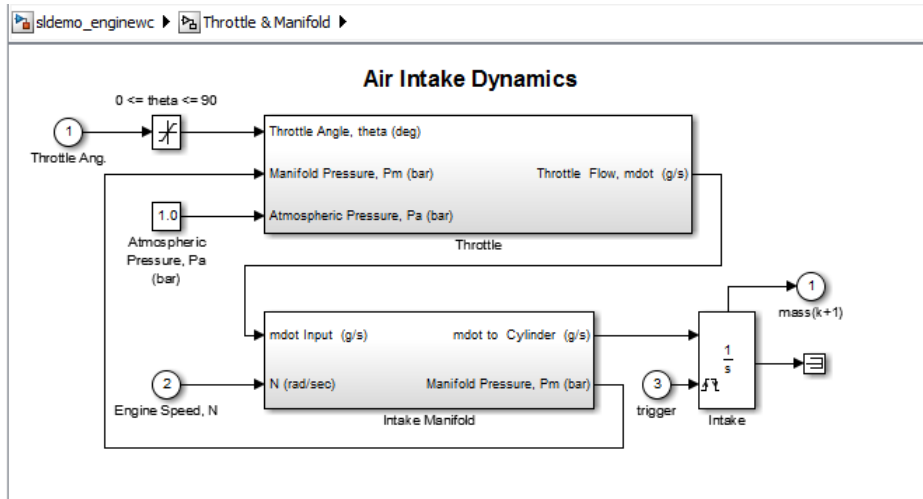 sldemo_enginewc Throttle & Manifold
Air Intake Dynamics
0 <= theta <= 90
1
Throttle Ang.
Throttle Angle, theta (deg)
Manifold Pressure, Pm (bar)
Throttle Flow, mdot (g/s)
1.0
Atmospheric Pressure, Pa (bar)
Atmospheric
Pressure, Pa
(bar)
Throttle
1
mass(k+1)
mdot Input (g/s)
mdot to Cylinder (g/s)
1
s
2
N (rad/sec)
Manifold Pressure, Pm (bar)
3
Engine Speed, N
Intake Manifold
trigger
Intake